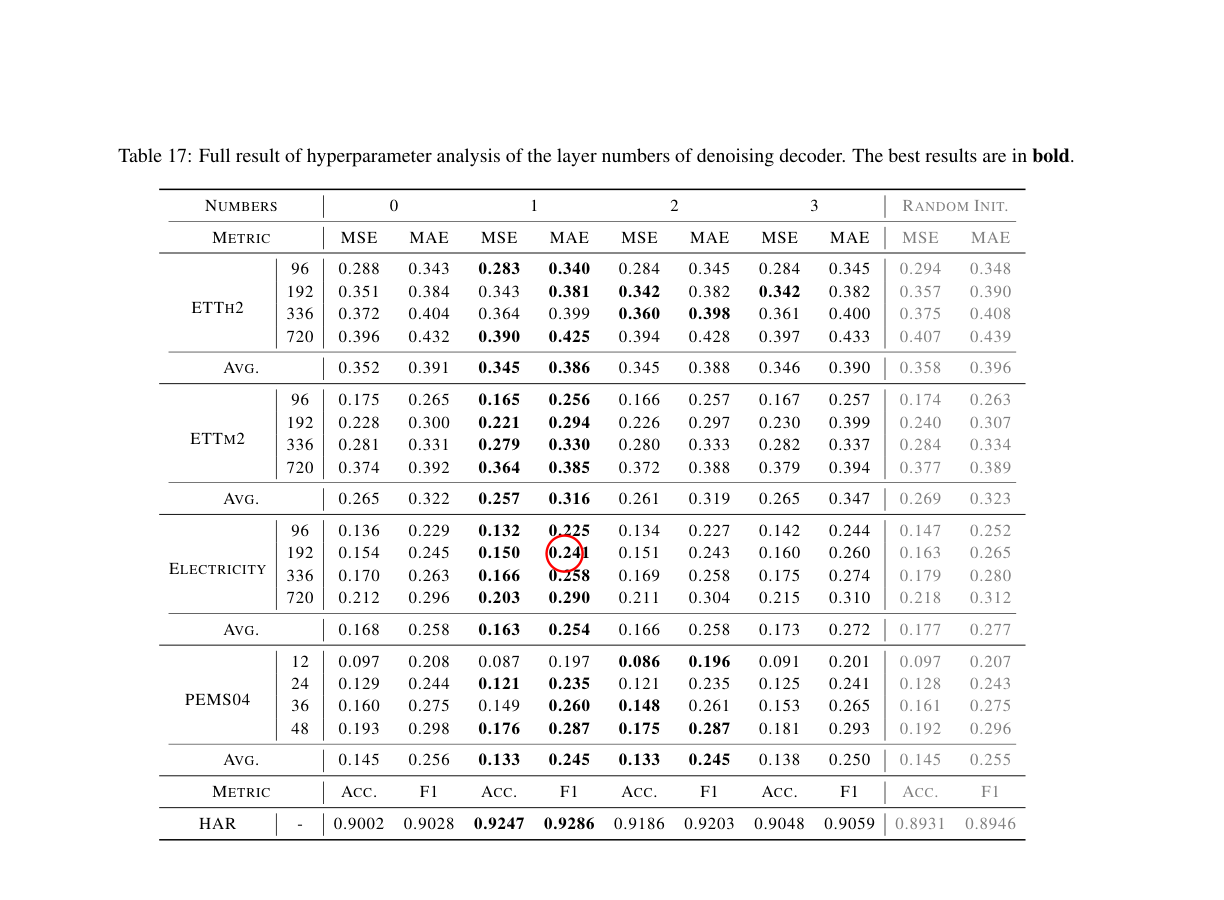 Table 17: Full result of hyperparameter analysis of the layer numbers of denoising decoder. The best results are in bold.
NUMBERS 0 1 2 3 RANDOM INIT.
METRIC MSE MAE MSE MAE MSE MAE MSE MAE MSE MAE
ETTH2
96 0.288 0.343 0.283 0.340 0.284 0.345 0.284 0.345 0.294 0.348
192 0.351 0.384 0.343 0.381 0.342 0.382 0.342 0.382 0.357 0.390
336 0.372 0.404 0.364 0.399 0.360 0.398 0.361 0.400 0.375 0.408
720 0.396 0.432 0.390 0.425 0.394 0.428 0.397 0.433 0.407 0.439
AVG. 0.352 0.391 0.345 0.386 0.345 0.388 0.346 0.390 0.358 0.396
ETTM2
96 0.175 0.265 0.165 0.256 0.166 0.257 0.167 0.257 0.174 0.263
192 0.228 0.300 0.221 0.294 0.226 0.297 0.230 0.399 0.240 0.307
336 0.281 0.331 0.279 0.330 0.280 0.333 0.282 0.337 0.284 0.334
720 0.374 0.392 0.364 0.385 0.372 0.388 0.379 0.394 0.377 0.389
AVG. 0.265 0.322 0.257 0.316 0.261 0.319 0.265 0.347 0.269 0.323
ELECTRICITY
96 0.136 0.229 0.132 0.225 0.134 0.227 0.142 0.244 0.147 0.252
192 0.154 0.245 0.150 0.241 0.151 0.243 0.160 0.260 0.163 0.265
336 0.170 0.263 0.166 0.258 0.169 0.258 0.175 0.274 0.179 0.280
720 0.212 0.296 0.203 0.290 0.211 0.304 0.215 0.310 0.218 0.312
AVG. 0.168 0.258 0.163 0.254 0.166 0.258 0.173 0.272 0.177 0.277
PEMS04
12 0.097 0.208 0.087 0.197 0.086 0.196 0.091 0.201 0.097 0.207
24 0.129 0.244 0.121 0.235 0.121 0.235 0.125 0.241 0.128 0.243
36 0.160 0.275 0.149 0.260 0.148 0.261 0.153 0.265 0.161 0.275
48 0.193 0.298 0.176 0.287 0.175 0.287 0.181 0.293 0.192 0.296
AVG. 0.145 0.256 0.133 0.245 0.133 0.245 0.138 0.250 0.145 0.255
METRIC ACC. F1 ACC. F1 ACC. F1 ACC. F1 ACC. F1
HAR - 0.9002 0.9028 0.9247 0.9286 0.9186 0.9203 0.9048 0.9059 0.8931 0.8946